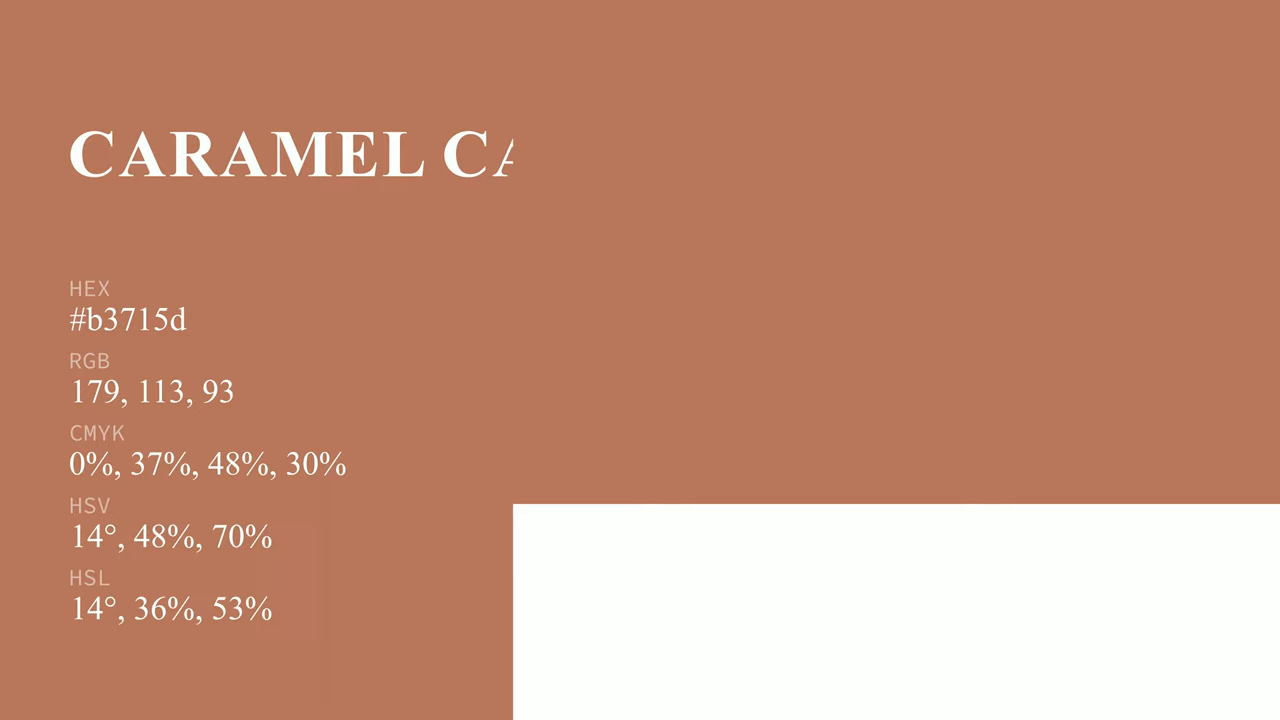 CARAMEL
HEX
#b3715d
RGB
179, 113, 93
CMYK
0%, 37%, 48%, 30%
HSV
14°, 48%, 70%
HSL
14°, 36%, 53%